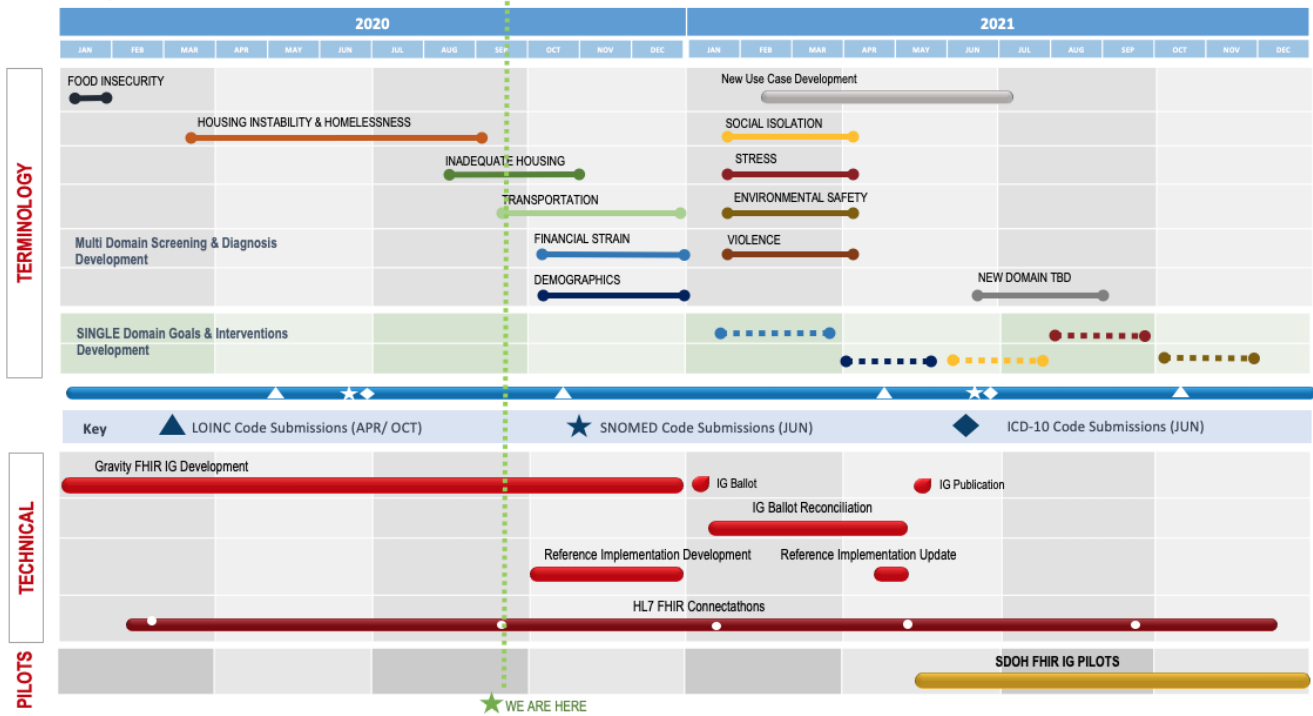 2020 2021
JAN FEB MAR APR MAY JUN JUL AUG SEP OCT NOV DEC JAN FEB MAR APR MAY JUN JUL AUG SEP OCT NOV DEC
TERMINOLOGY
FOOD INSECURITY
New Use Case Development
HOUSING INSTABILITY & HOMELESSNESS
SOCIAL ISOLATION
INADEQUATE HOUSING
STRESS
TRANSPORTATION
ENVIRONMENTAL SAFETY
Multi Domain Screening & Diagnosis
Development
FINANCIAL STRAIN
VIOLENCE
DEMOGRAPHICS
NEW DOMAIN TBD
SINGLE Domain Goals & Interventions
Development
Key
LOINC Code Submissions (APR/ OCT)
SNOMED Code Submissions (JUN)
ICD-10 Code Submissions (JUN)
TECHNICAL
Gravity FHIR IG Development
IG Ballot
IG Publication
IG Ballot Reconciliation
Reference Implementation Development
Reference Implementation Update
HL7 FHIR Connectathons
PILOTS
SDOH FHIR IG PILOTS
WE ARE HERE